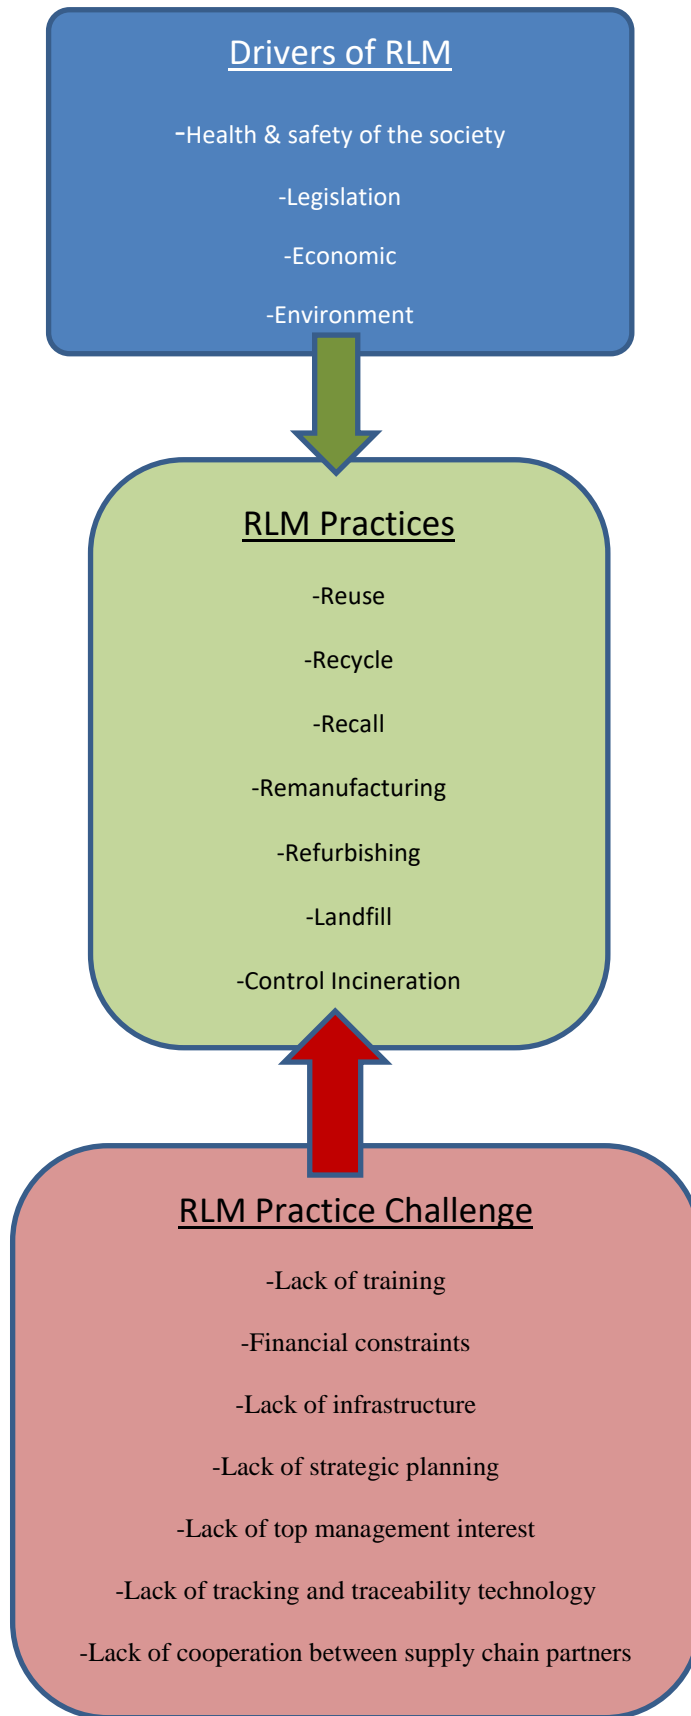 Drivers of RLM
-Health & safety of the society
-Legislation
-Economic
-Environment
RLM Practices
-Reuse
-Recycle
-Recall
-Remanufacturing
-Refurbishing
-Landfill
-Control Incineration
RLM Practice Challenge
-Lack of training
-Financial constraints
-Lack of infrastructure
-Lack of strategic planning
-Lack of top management interest
-Lack of tracking and traceability technology
-Lack of cooperation between supply chain partners